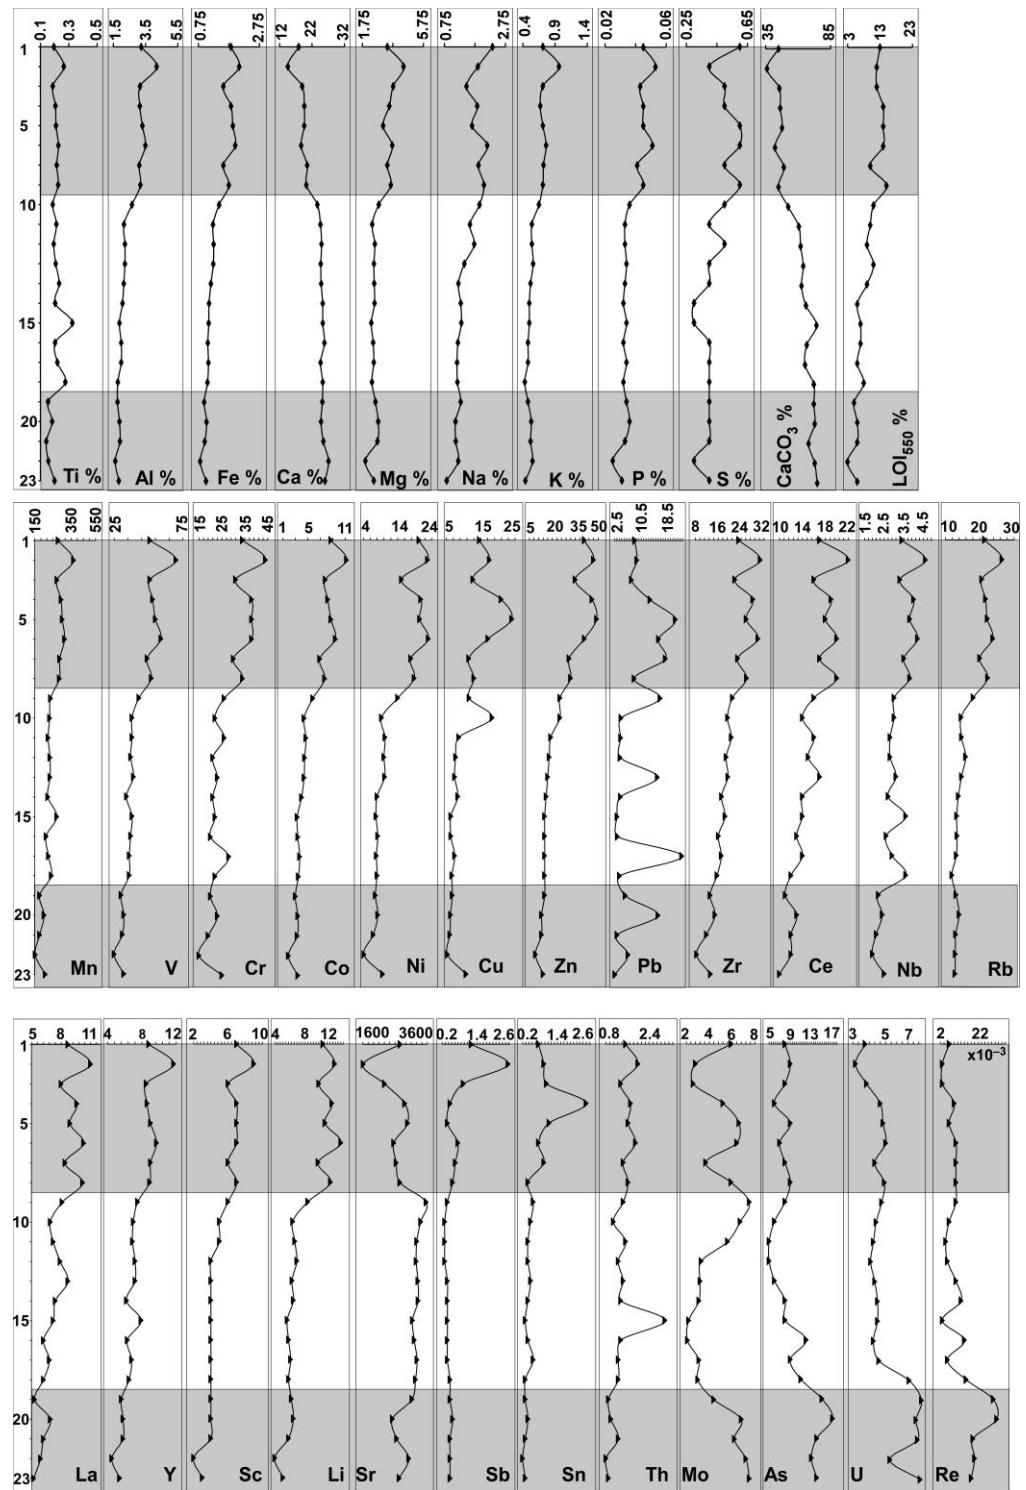 0.1 0.3 0.5 1.5 3.5 5.5 0.75 2.75 12 22 32 1.75 5.75 0.75 2.75 0.4 0.9 1.4 0.02 0.06 0.25 0.65 35 85 3 13 23
1
5
10
15
20
23
Ti % Al % Fe % Ca % Mg % Na % K % P % S % CaCO3 % LOI550 %
150 350 550 25 75 15 25 35 45 1 5 11 4 14 24 5 15 25 5 20 35 50 2.5 10.5 18.5 8 16 24 32 10 14 18 22 1.5 2.5 3.5 4.5 10 20 30
1
5
10
15
20
23
Mn V Cr Co Ni Cu Zn Pb Zr Ce Nb Rb
5 8 11 4 8 12 2 6 10 4 8 12 1600 3600 0.2 1.4 2.6 0.2 1.4 2.6 0.8 2.4 2 4 6 8 5 9 13 17 3 5 7 2 22
x10⁻³
1
5
10
15
20
23
La Y Sc Li Sr Sb Sn Th Mo As U Re